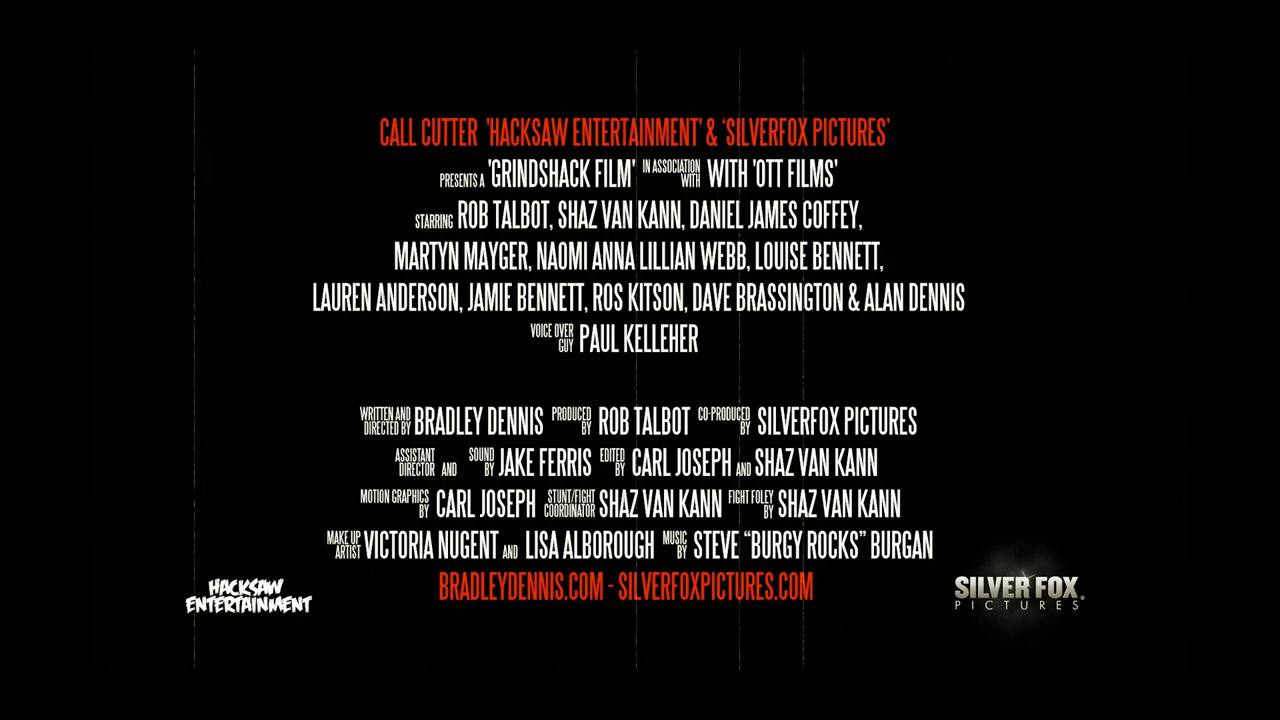 CALL CUTTER 'HACKSAW ENTERTAINMENT' & 'SILVERFOX PICTURES'
PRESENTS A 'GRINDSHACK FILM' IN ASSOCIATION WITH WITH 'OTT FILMS'
STARRING ROB TALBOT, SHAZ VAN KANN, DANIEL JAMES COFFEY,
MARTYN MAYGER, NAOMI ANNA LILLIAN WEBB, LOUISE BENNETT,
LAUREN ANDERSON, JAMIE BENNETT, ROS KITSON, DAVE BRASSINGTON & ALAN DENNIS
VOICE OVER GUY PAUL KELLEHER
WRITTEN AND DIRECTED BY BRADLEY DENNIS PRODUCED BY ROB TALBOT CO-PRODUCED BY SILVERFOX PICTURES
ASSISTANT DIRECTOR AND SOUND BY JAKE FERRIS EDITED BY CARL JOSEPH AND SHAZ VAN KANN
MOTION GRAPHICS BY CARL JOSEPH STUNT/FIGHT COORDINATOR SHAZ VAN KANN FIGHT FOLEY BY SHAZ VAN KANN
MAKE UP ARTIST VICTORIA NUGENT AND LISA ALBOROUGH MUSIC BY STEVE "BURGY ROCKS" BURGAN
BRADLEYDENNIS.COM - SILVERFOXPICTURES.COM
HACKSAW
ENTERTAINMENT
SILVER FOX
PICTURES